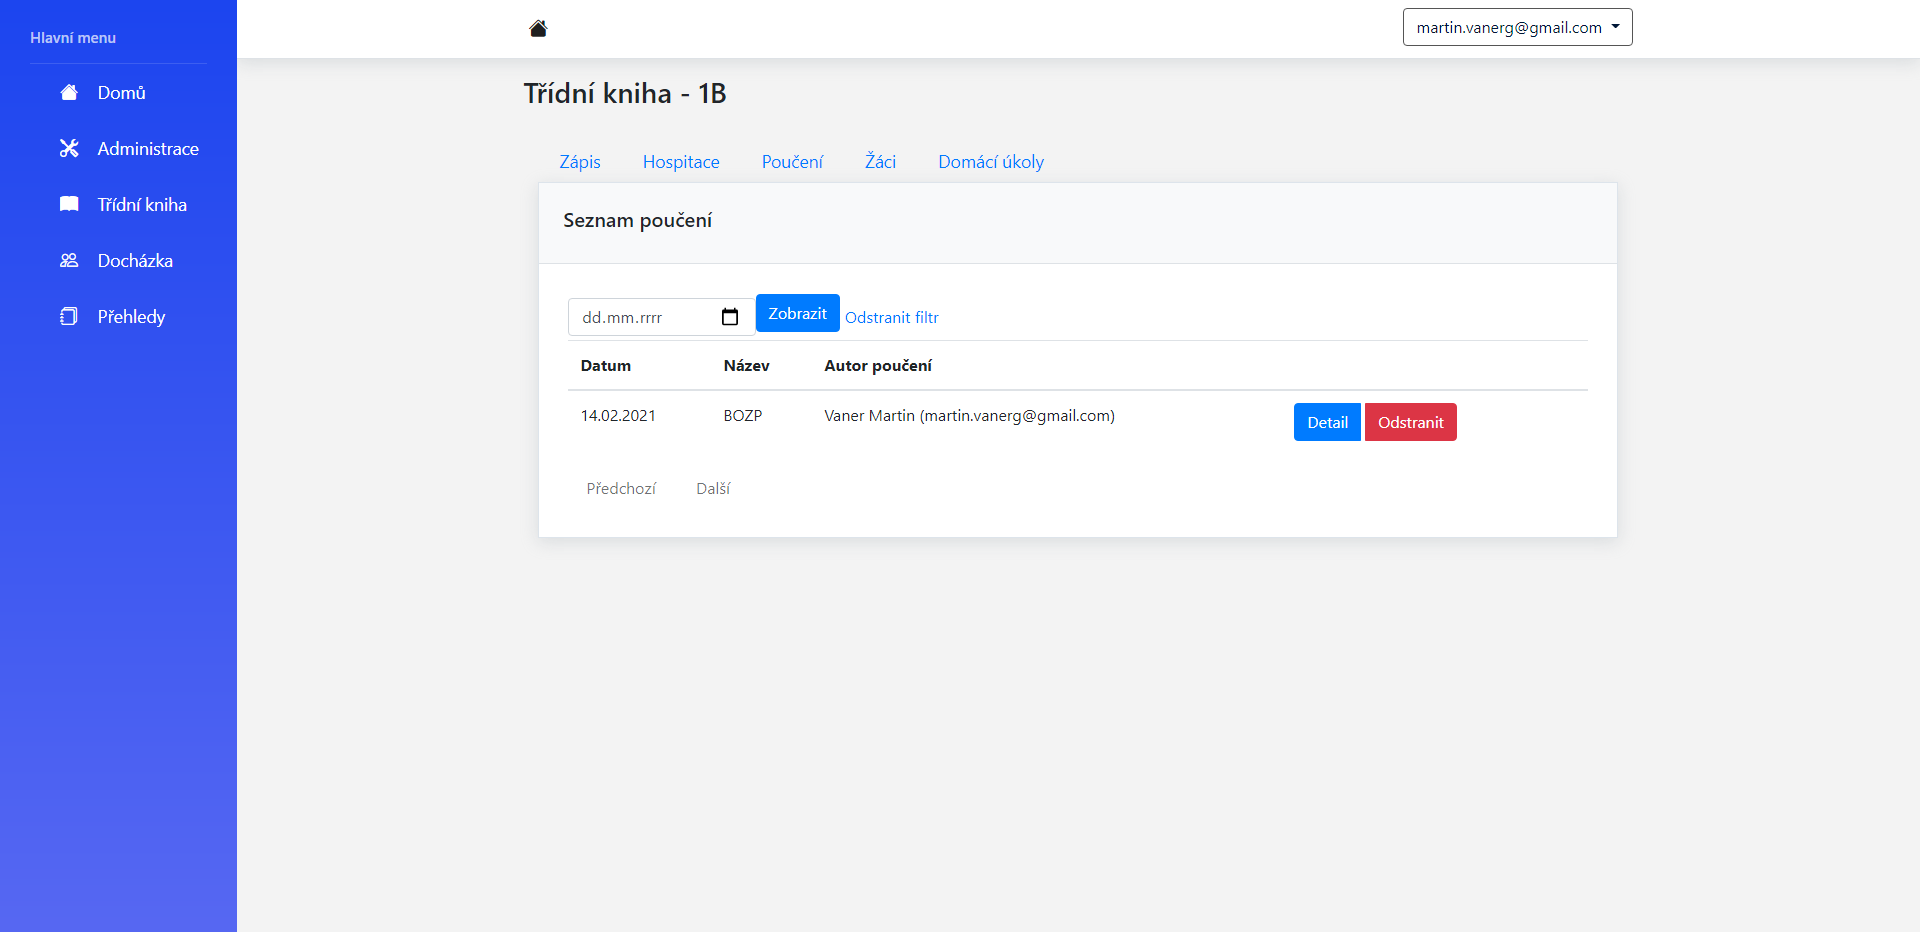 Hlavní menu
Domů
Administrace
Třídní kniha
Docházka
Přehledy
martin.vanerg@gmail.com
Třídní kniha - 1B
Zápis Hospitace Poučení Žáci Domácí úkoly
Seznam poučení
dd.mm.rrrr Zobrazit Odstranit filtr
Datum Název Autor poučení
14.02.2021 BOZP Vaner Martin (martin.vanerg@gmail.com) Detail Odstranit
Předchozí Další